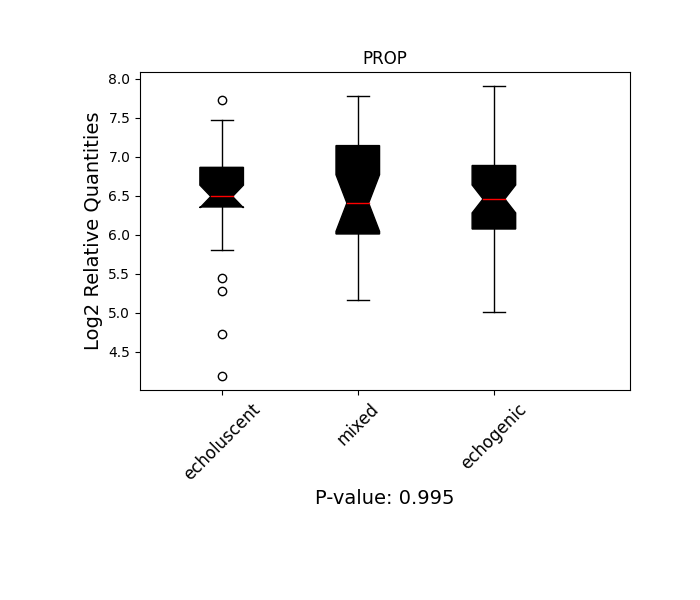 PROP
Log2 Relative Quantities
8.0
7.5
7.0
6.5
6.0
5.5
5.0
4.5
echoluscent
mixed
echogenic
P-value: 0.995